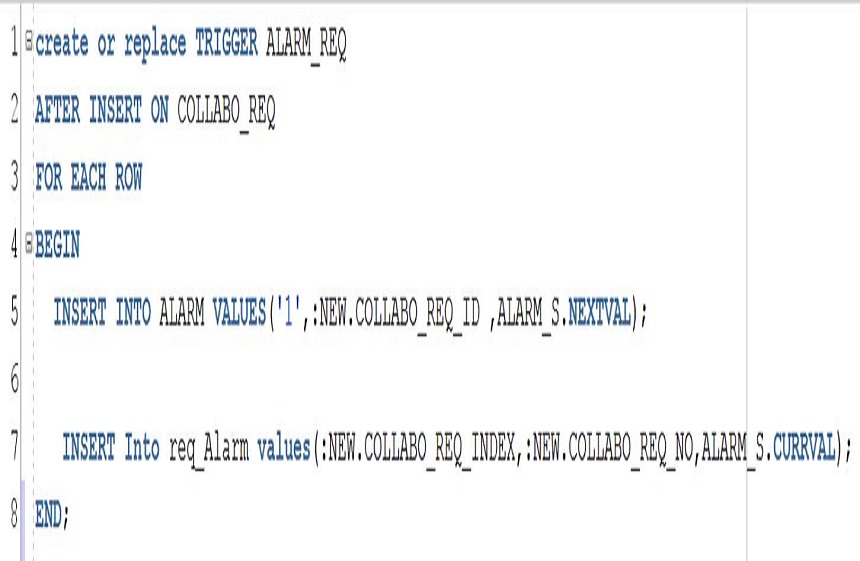 1 create or replace TRIGGER ALARM_REQ
2 AFTER INSERT ON COLLABO_REQ
3 FOR EACH ROW
4 BEGIN
5 INSERT INTO ALARM VALUES('1',:NEW.COLLABO_REQ_ID ,ALARM_S.NEXTVAL);
6
7 INSERT Into req_Alarm values(:NEW.COLLABO_REQ_INDEX,:NEW.COLLABO_REQ_NO,ALARM_S.CURRVAL);
8 END;